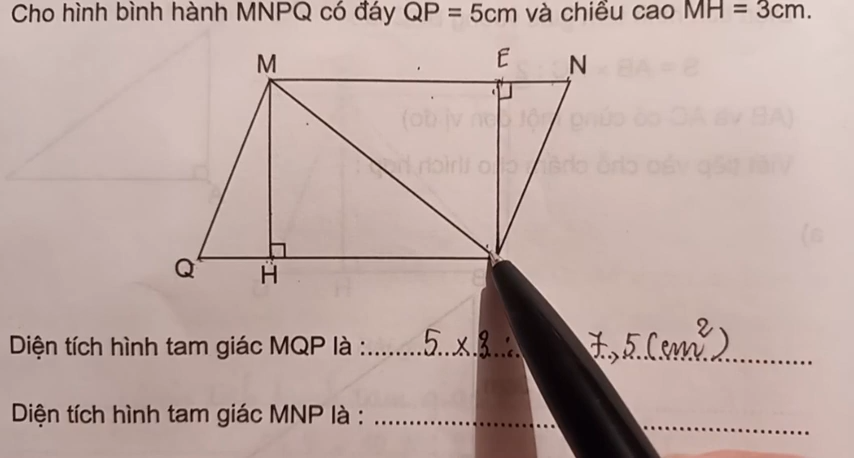 Cho hình bình hành MNPQ có đáy QP = 5cm và chiều cao MH = 3cm.
M E N
Q H
Diện tích hình tam giác MQP là :........5..x.3..: 7,5 (cm²)
Diện tích hình tam giác MNP là :